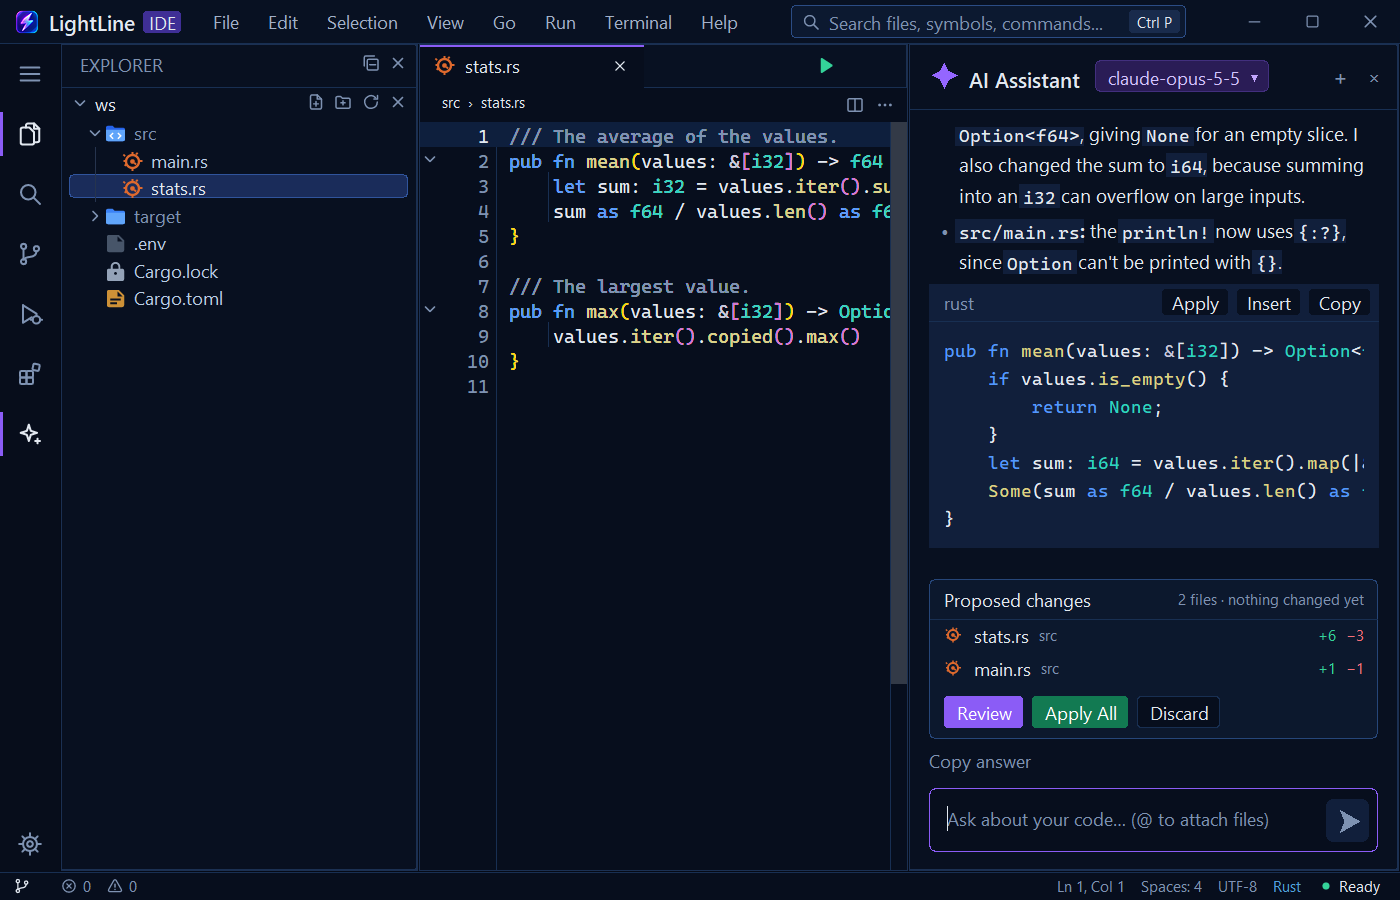 LightLine IDE File Edit Selection View Go Run Terminal Help Search files, symbols, commands... Ctrl P
EXPLORER
ws
src
main.rs
stats.rs
target
.env
Cargo.lock
Cargo.toml
stats.rs
src › stats.rs
1 /// The average of the values.
2 pub fn mean(values: &[i32]) -> f64
3 let sum: i32 = values.iter().su
4 sum as f64 / values.len() as f6
5 }
6
7 /// The largest value.
8 pub fn max(values: &[i32]) -> Optio
9 values.iter().copied().max()
10 }
11
AI Assistant claude-opus-5-5
Option<f64>, giving None for an empty slice. I
also changed the sum to i64, because summing
into an i32 can overflow on large inputs.
• src/main.rs: the println! now uses {:?},
since Option can't be printed with {}.
rust Apply Insert Copy
pub fn mean(values: &[i32]) -> Option<
if values.is_empty() {
return None;
}
let sum: i64 = values.iter().map(|
Some(sum as f64 / values.len() as
}
Proposed changes 2 files · nothing changed yet
stats.rs src +6 −3
main.rs src +1 −1
Review Apply All Discard
Copy answer
Ask about your code... (@ to attach files)
0 0 Ln 1, Col 1 Spaces: 4 UTF-8 Rust Ready